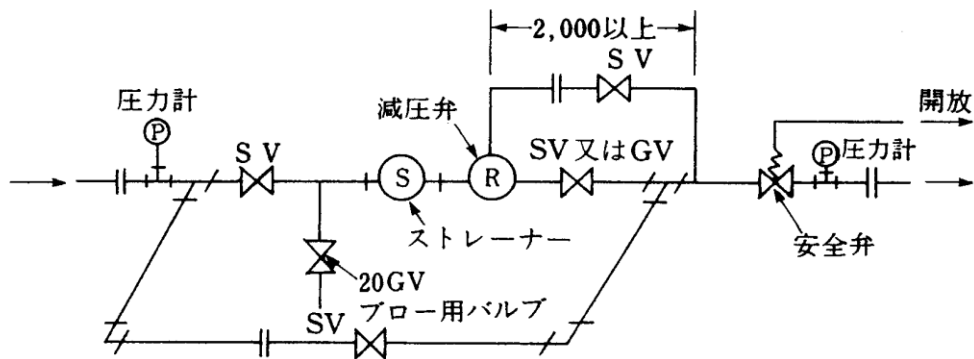 2,000以上
S V
圧力計
P
S V
減圧弁
SV又はGV
開放
P
圧力計
S
R
ストレーナー
安全弁
20GV
ブロー用バルブ
SV